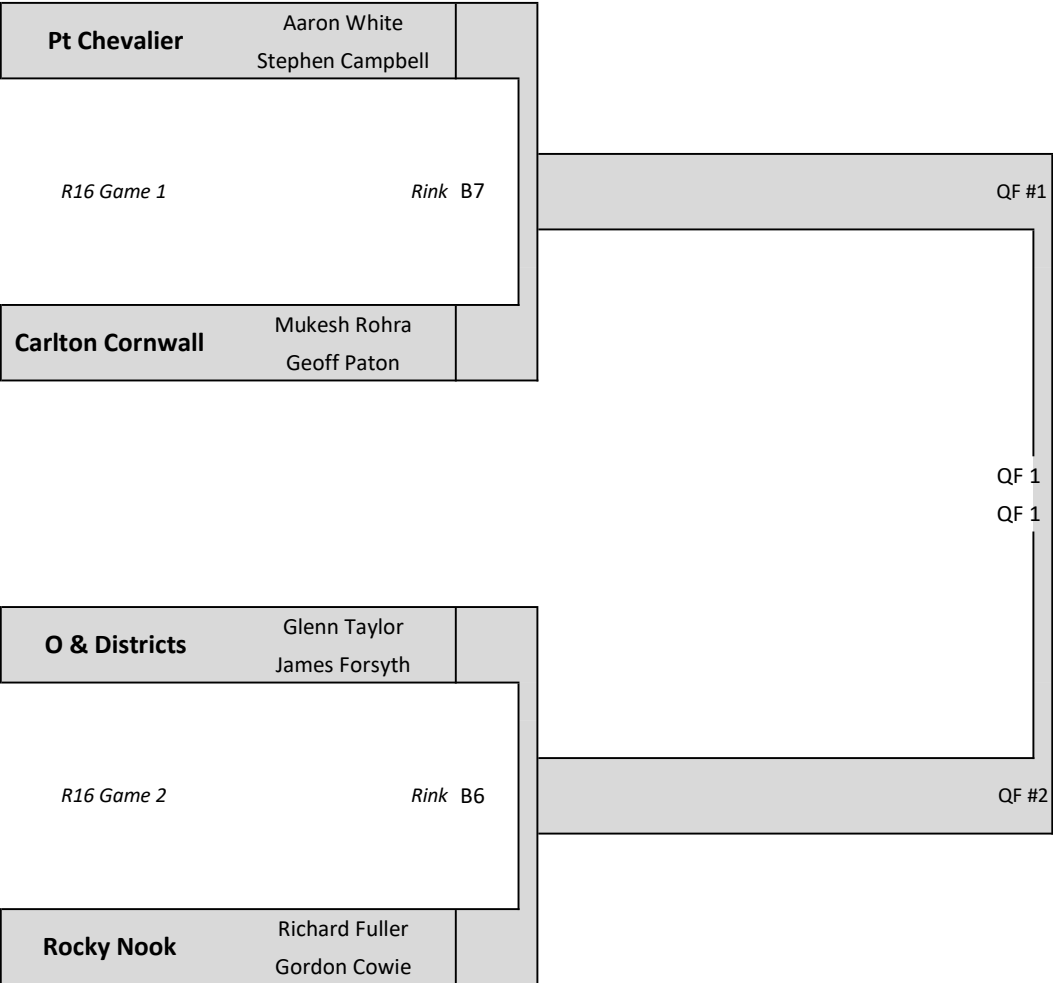 Pt Chevalier
Aaron White
Stephen Campbell
R16 Game 1
Rink B7
QF #1
Carlton Cornwall
Mukesh Rohra
Geoff Paton
QF 1
QF 1
O & Districts
Glenn Taylor
James Forsyth
R16 Game 2
Rink B6
QF #2
Rocky Nook
Richard Fuller
Gordon Cowie